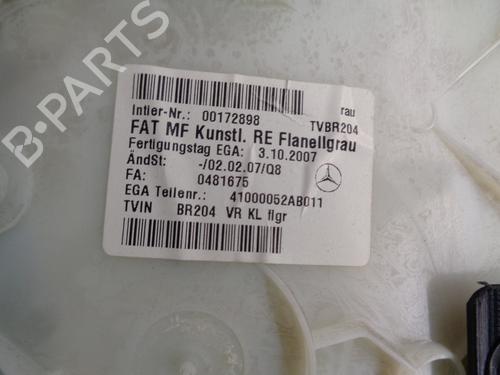 B-PARTS
rau
Intier-Nr.: 00172898 TVBR204
FAT MF Kunstl. RE Flanellgrau
Fertigungstag EGA: 3.10.2007
ÄndSt: -/02.02.07/Q8
FA: 0481675
EGA Teilenr.: 41000052AB011
TVIN BR204 VR KL flgr